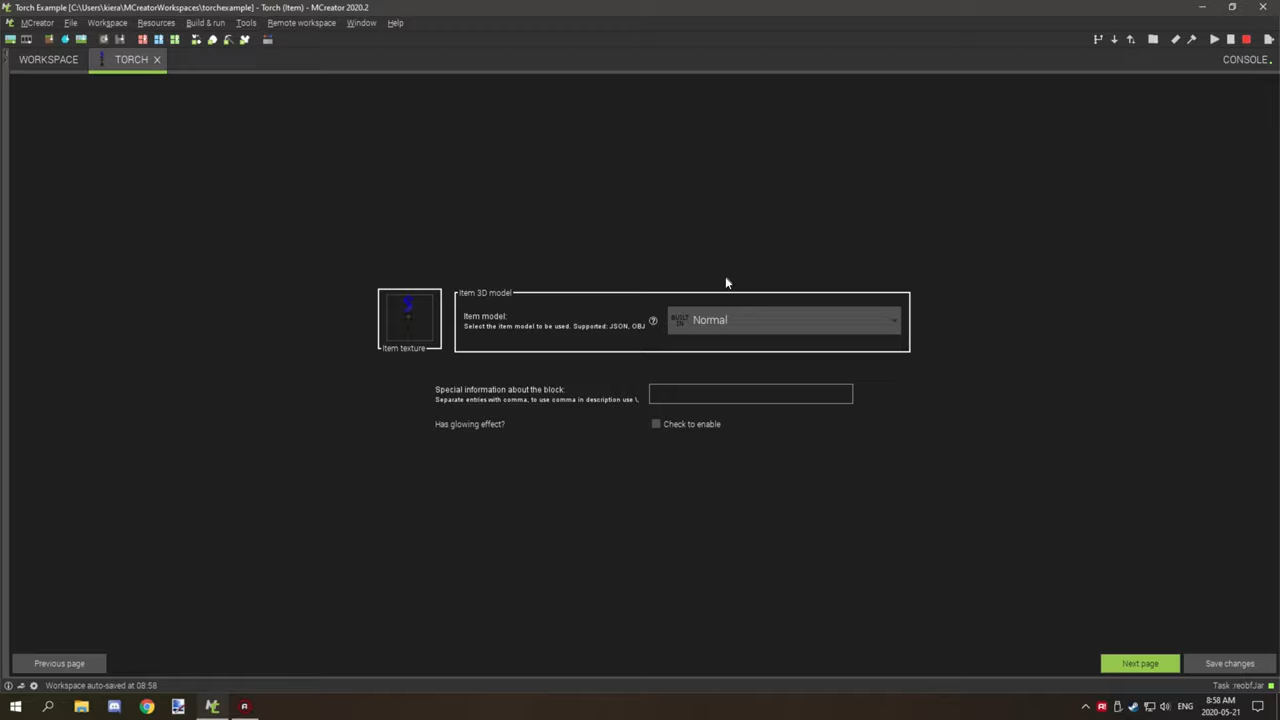 Torch Example [C:\Users\kiera\MCreatorWorkspaces\torchexample] - Torch (Item) - MCreator 2020.2
MCreator File Workspace Resources Build & run Tools Remote workspace Window Help
WORKSPACE TORCH CONSOLE
Item 3D model
Item model:
Select the item model to be used. Supported: JSON, OBJ
BUILT IN Normal
Item texture
Special information about the block:
Separate entries with comma, to use comma in description use \,
Has glowing effect? Check to enable
Previous page Next page Save changes
Workspace auto-saved at 08:58 Task :reobfJar
ENG 8:58 AM
2020-05-21